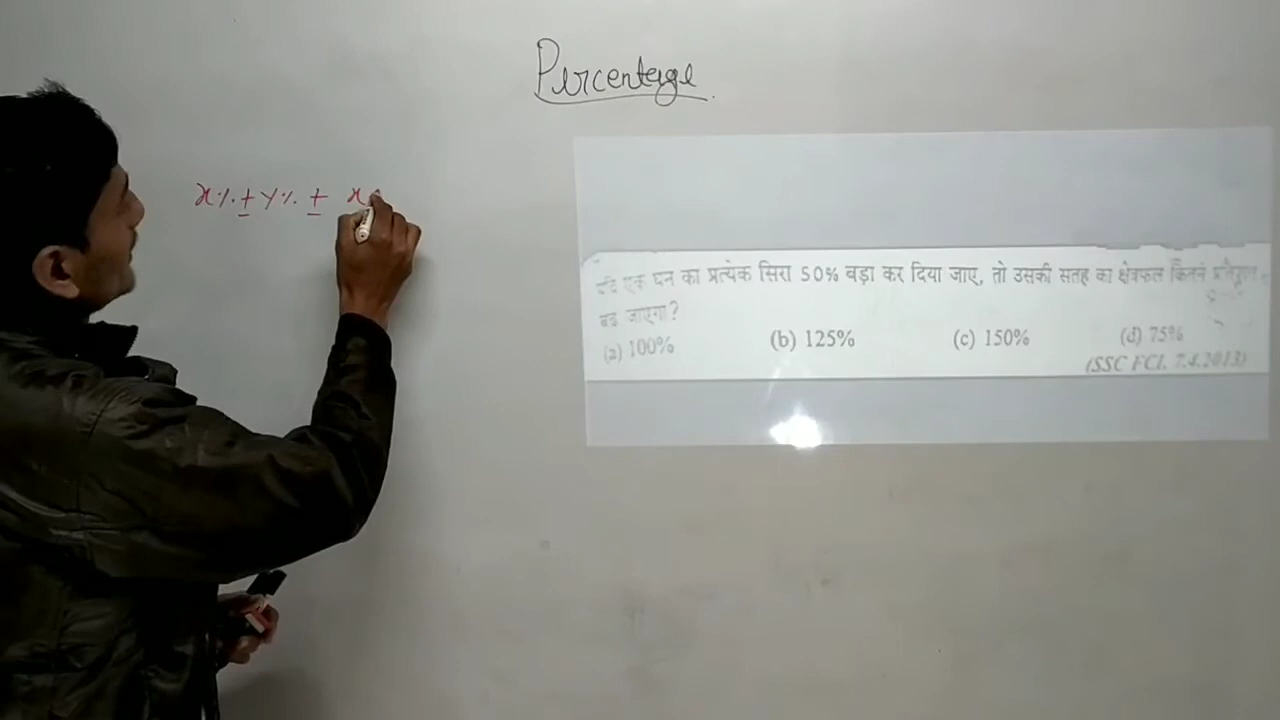 Percentage
x% ± y% ± x
यदि एक घन का प्रत्येक सिरा 50% बड़ा कर दिया जाए, तो उसकी सतह का क्षेत्रफल कितने प्रतिशत
बढ़ जाएगा?
(a) 100% (b) 125% (c) 150% (d) 75%
(SSC FCI, 7.4.2013)